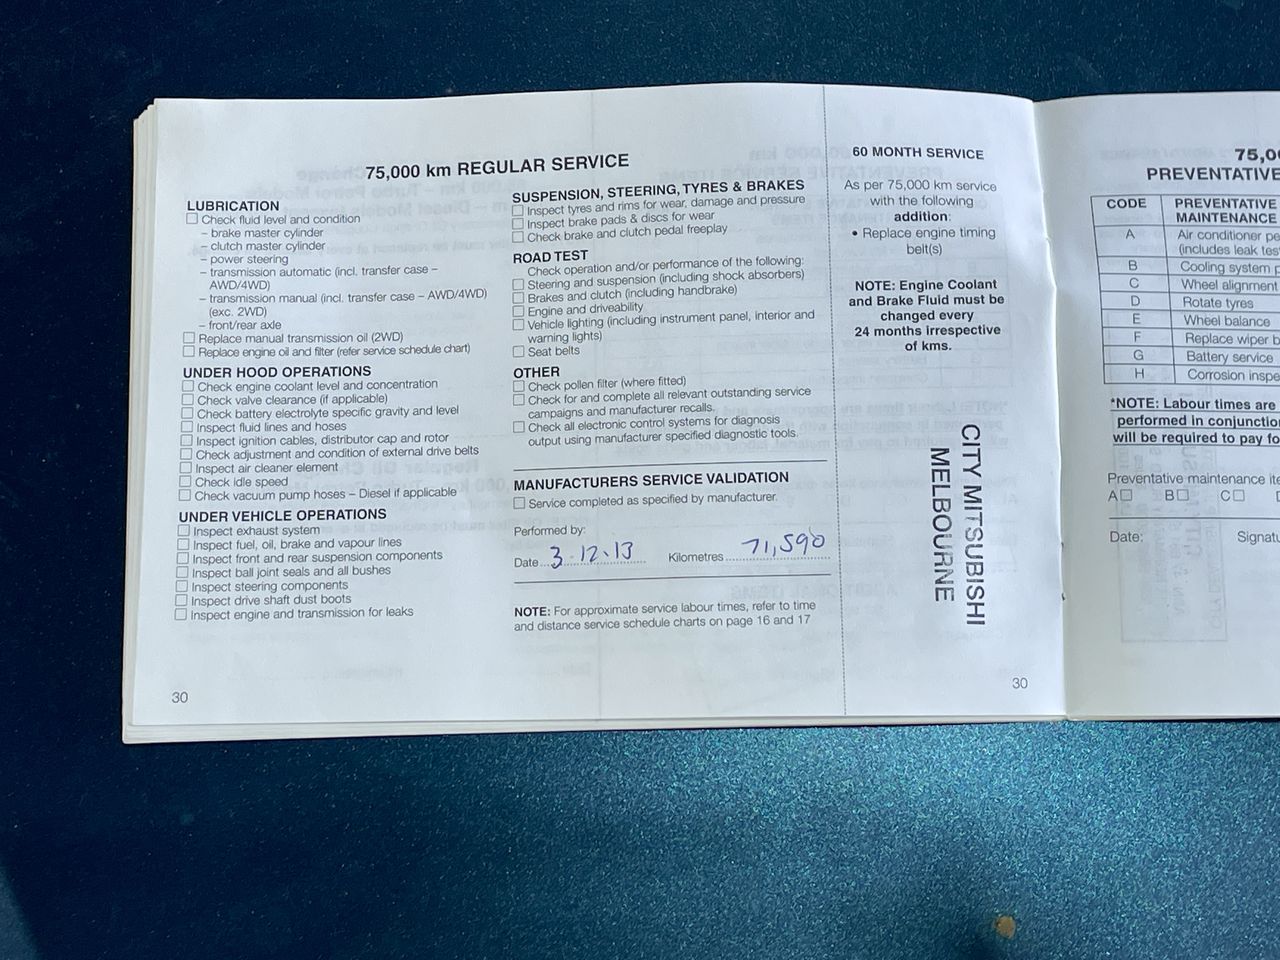 75,000 km REGULAR SERVICE
LUBRICATION
Check fluid level and condition
– brake master cylinder
– clutch master cylinder
– power steering
– transmission automatic (incl. transfer case –
AWD/4WD)
– transmission manual (incl. transfer case – AWD/4WD)
(exc. 2WD)
– front/rear axle
Replace manual transmission oil (2WD)
Replace engine oil and filter (refer service schedule chart)
UNDER HOOD OPERATIONS
Check engine coolant level and concentration
Check valve clearance (if applicable)
Check battery electrolyte specific gravity and level
Inspect fluid lines and hoses
Inspect ignition cables, distributor cap and rotor
Check adjustment and condition of external drive belts
Inspect air cleaner element
Check idle speed
Check vacuum pump hoses – Diesel if applicable
UNDER VEHICLE OPERATIONS
Inspect exhaust system
Inspect fuel, oil, brake and vapour lines
Inspect front and rear suspension components
Inspect ball joint seals and all bushes
Inspect steering components
Inspect drive shaft dust boots
Inspect engine and transmission for leaks
30
SUSPENSION, STEERING, TYRES & BRAKES
Inspect tyres and rims for wear, damage and pressure
Inspect brake pads & discs for wear
Check brake and clutch pedal freeplay
ROAD TEST
Check operation and/or performance of the following:
Steering and suspension (including shock absorbers)
Brakes and clutch (including handbrake)
Engine and driveability
Vehicle lighting (including instrument panel, interior and
warning lights)
Seat belts
OTHER
Check pollen filter (where fitted)
Check for and complete all relevant outstanding service
campaigns and manufacturer recalls.
Check all electronic control systems for diagnosis
output using manufacturer specified diagnostic tools.
MANUFACTURERS SERVICE VALIDATION
Service completed as specified by manufacturer.
Performed by:
Date 3.12.13 Kilometres 71,590
NOTE: For approximate service labour times, refer to time
and distance service schedule charts on page 16 and 17
60 MONTH SERVICE
As per 75,000 km service
with the following
addition:
• Replace engine timing
belt(s)
NOTE: Engine Coolant
and Brake Fluid must be
changed every
24 months irrespective
of kms.
CITY MITSUBISHI
MELBOURNE
30
75,0
PREVENTATIVE
CODE PREVENTATIVE
MAINTENANCE
A Air conditioner pe
(includes leak tes
B Cooling system p
C Wheel alignment
D Rotate tyres
E Wheel balance
F Replace wiper b
G Battery service
H Corrosion inspe
*NOTE: Labour times are
performed in conjunction
will be required to pay fo
Preventative maintenance ite
A B C
Date: Signatu